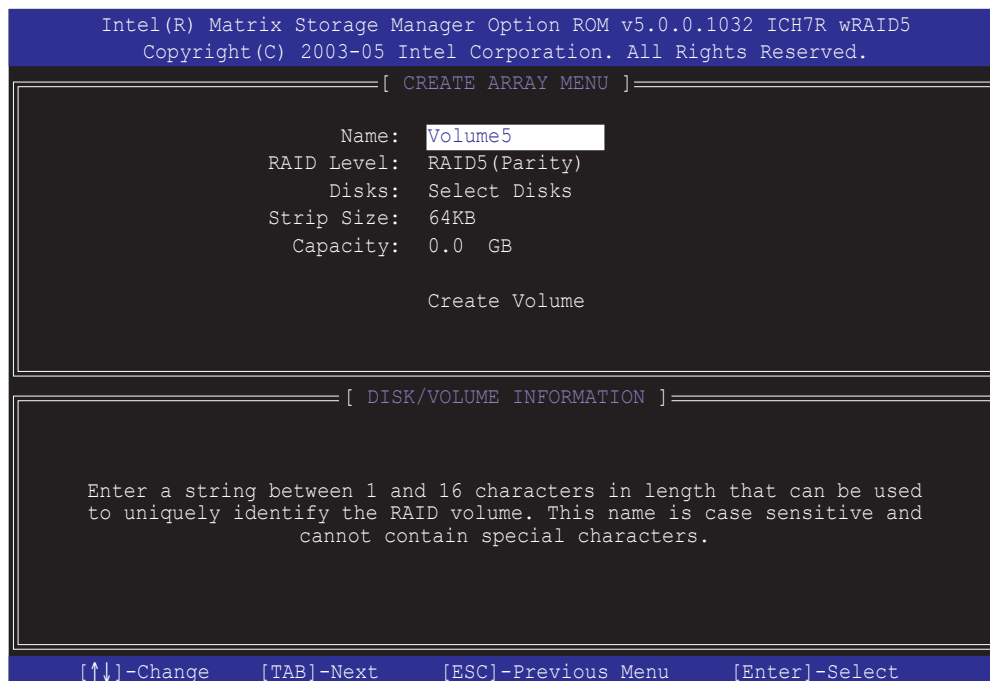 Intel(R) Matrix Storage Manager Option ROM v5.0.0.1032 ICH7R wRAID5
Copyright(C) 2003-05 Intel Corporation. All Rights Reserved.
[ CREATE ARRAY MENU ]
Name: Volume5
RAID Level: RAID5(Parity)
Disks: Select Disks
Strip Size: 64KB
Capacity: 0.0 GB
Create Volume
[ DISK/VOLUME INFORMATION ]
Enter a string between 1 and 16 characters in length that can be used
to uniquely identify the RAID volume. This name is case sensitive and
cannot contain special characters.
[↑↓]-Change [TAB]-Next [ESC]-Previous Menu [Enter]-Select